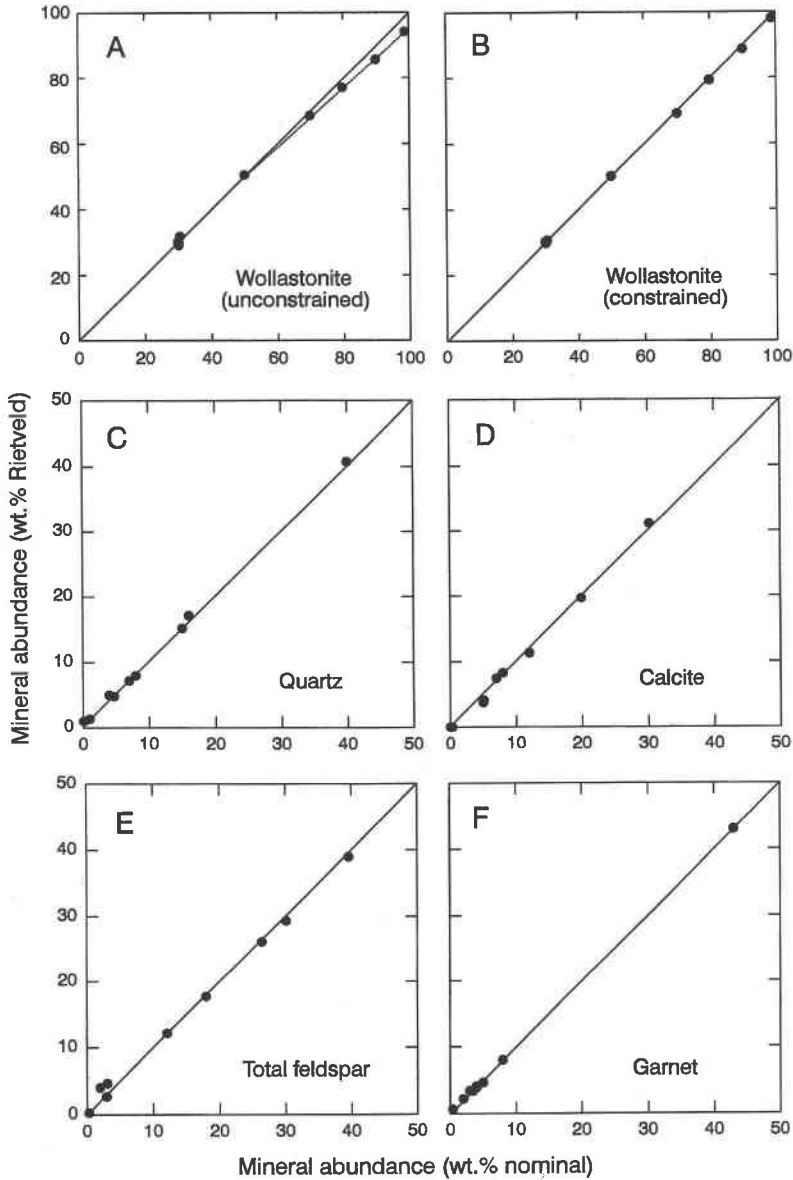 A
B
100
80
60
40
20
0
Wollastonite
(unconstrained)
Wollastonite
(constrained)
0 20 40 60 80 100
0 20 40 60 80 100
Mineral abundance (wt.% Rietveld)
C
D
50
40
30
20
10
0
Quartz
Calcite
0 10 20 30 40 50
0 10 20 30 40 50
E
F
50
40
30
20
10
0
Total feldspar
Garnet
0 10 20 30 40 50
0 10 20 30 40 50
Mineral abundance (wt.% nominal)